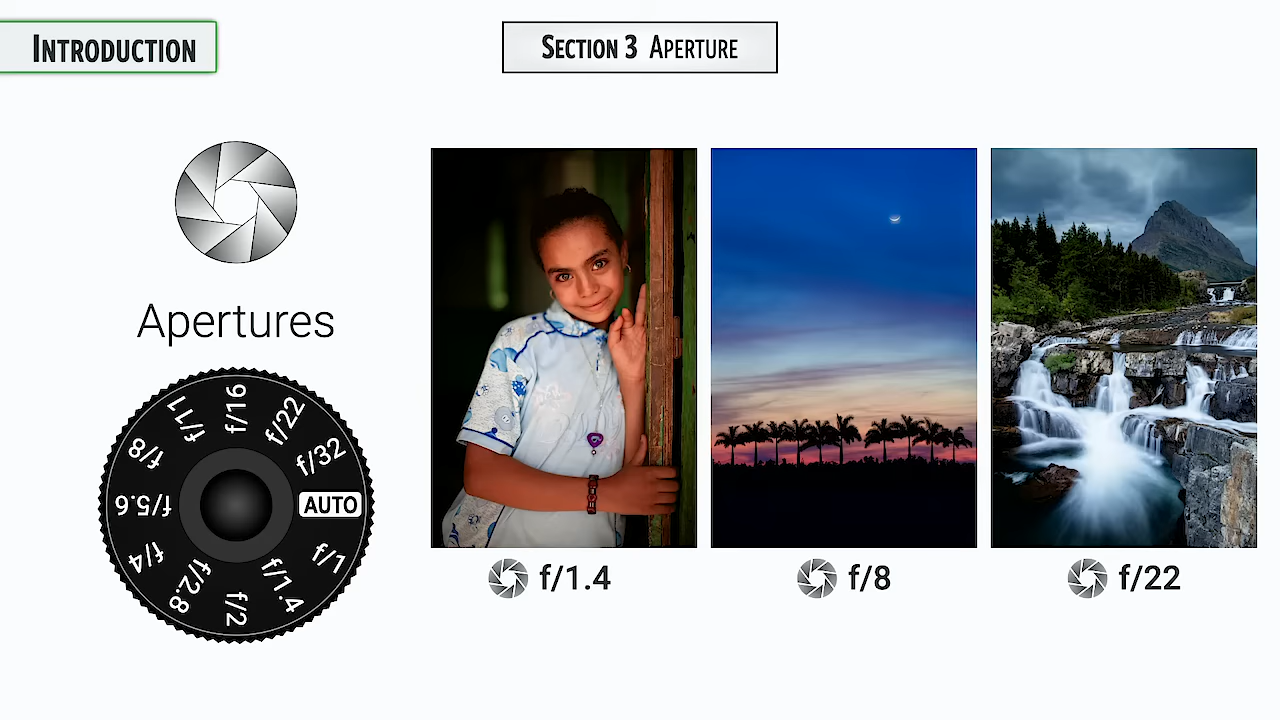 INTRODUCTION
SECTION 3 APERTURE
Apertures
f/16
f/22
f/32
AUTO
f/1
f/1.4
f/2
f/2.8
f/4
f/5.6
f/8
f/11
f/1.4
f/8
f/22